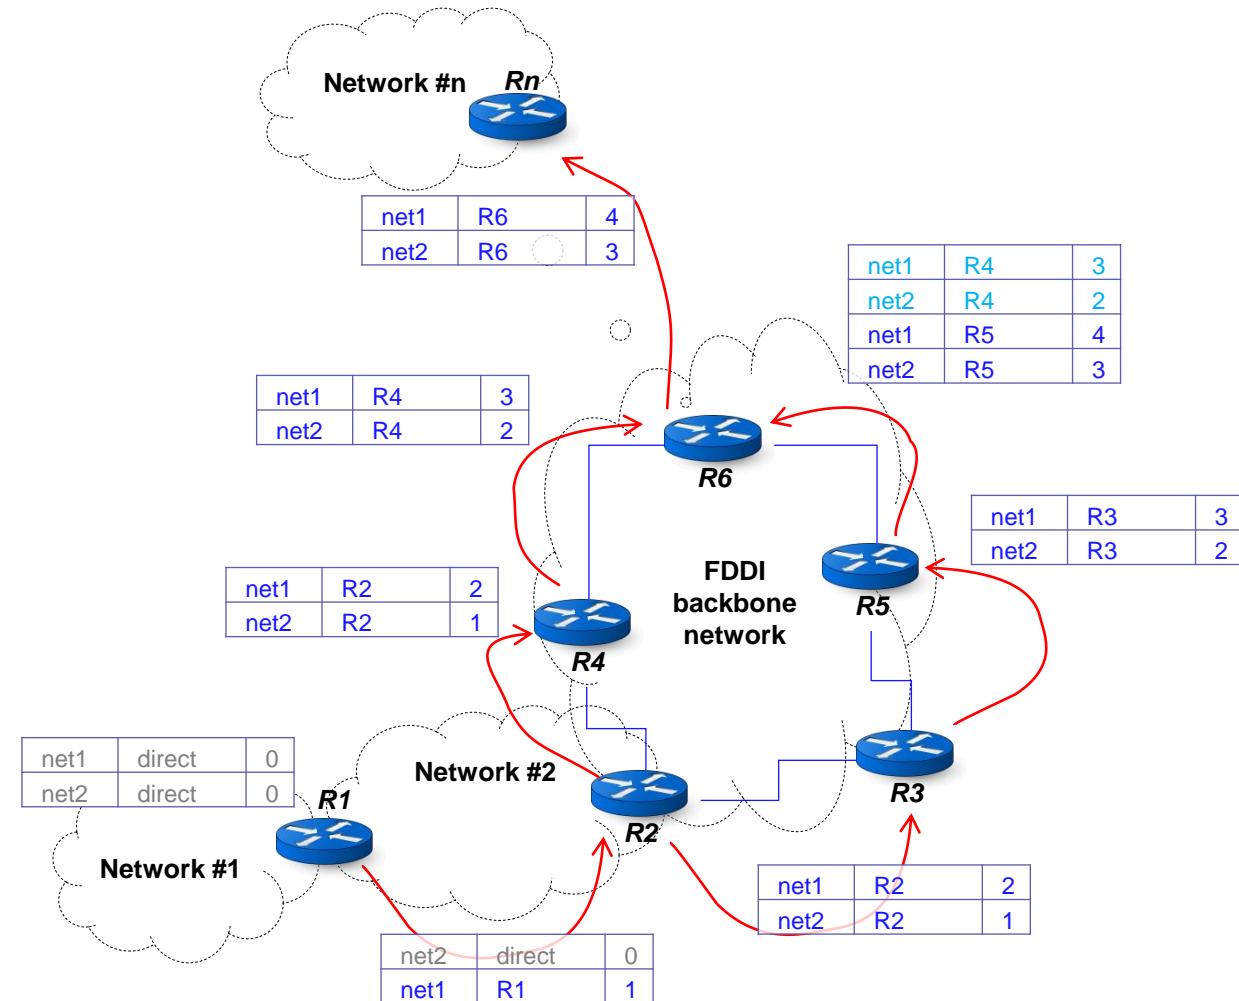 Network #n
Rn
net1 R6 4
net2 R6 3
net1 R4 3
net2 R4 2
net1 R5 4
net2 R5 3
net1 R4 3
net2 R4 2
R6
net1 R3 3
net2 R3 2
FDDI
backbone
network
R5
net1 R2 2
net2 R2 1
R4
net1 direct 0
net2 direct 0
R1
Network #2
R2
R3
Network #1
net1 R2 2
net2 R2 1
net2 direct 0
net1 R1 1